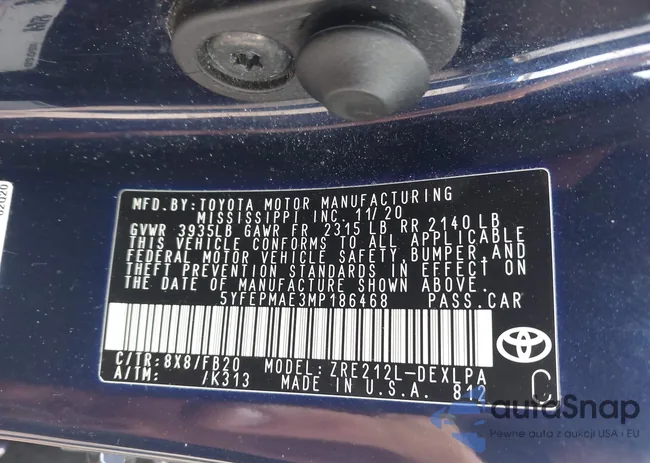 02020
MFD.BY:TOYOTA MOTOR MANUFACTURING
MISSISSIPPI INC. 11/20
GVWR 3935LB GAWR FR 2315 LB RR 2140 LB
THIS VEHICLE CONFORMS TO ALL APPLICABLE
FEDERAL MOTOR VEHICLE SAFETY, BUMPER, AND
THEFT PREVENTION STANDARDS IN EFFECT ON
THE DATE OF MANUFACTURE SHOWN ABOVE.
5YFEPMAE3MP186468 PASS.CAR
C/TR:8X8/FB20 MODEL: ZRE212L-DEXLPA
A/TM: /K313 MADE IN U.S.A. 812
C
autoSnap
Pewne auta z aukcji USA i EU